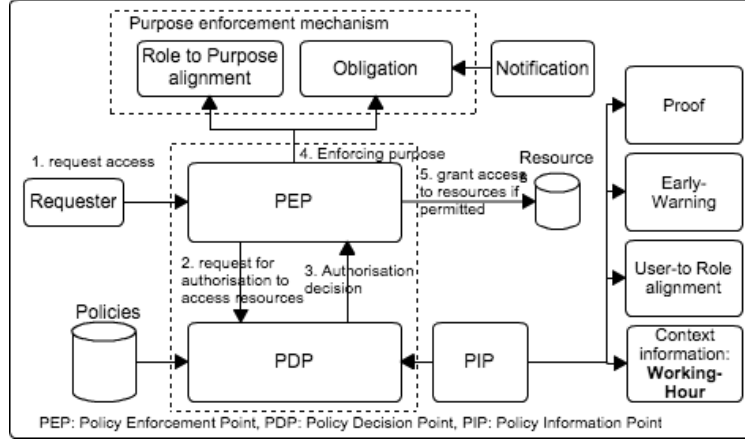 Purpose enforcement mechanism
Role to Purpose
alignment
Obligation
Notification
Proof
1. request access
4. Enforcing purpose
Requester
PEP
5. grant access
to resources if
permitted
Resource
s
Early-
Warning
2. request for
authorisation to
access resources
3. Authorisation
decision
User-to Role
alignment
Policies
PDP
PIP
Context
information:
Working-
Hour
PEP: Policy Enforcement Point, PDP: Policy Decision Point, PIP: Policy Information Point